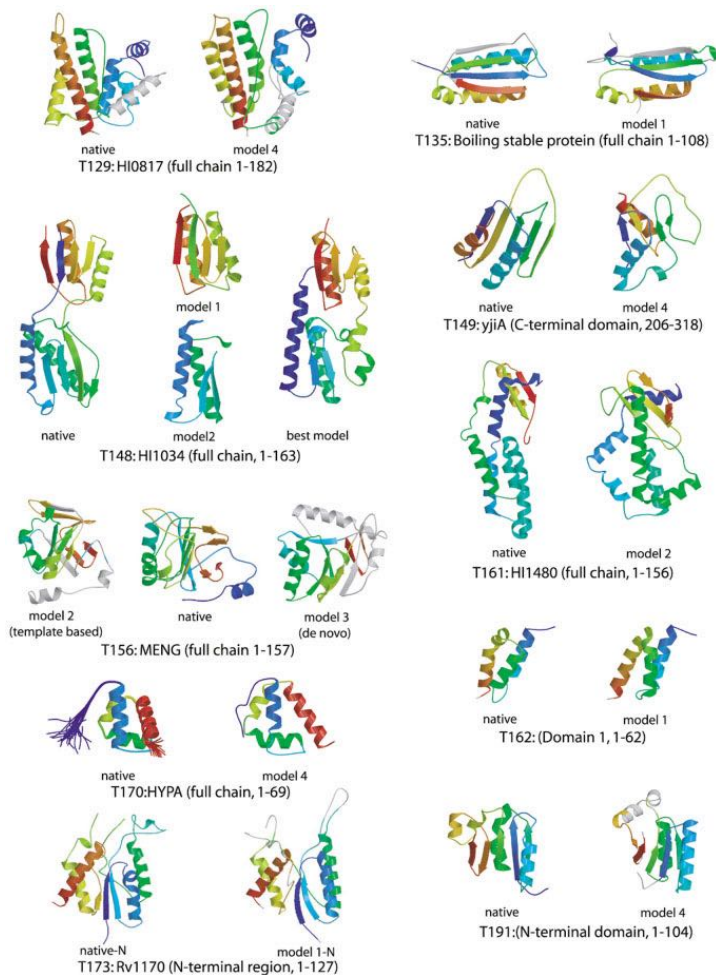 native
model 4
T129: HI0817 (full chain 1-182)
native
model 1
T135: Boiling stable protein (full chain 1-108)
model 1
native
model2
best model
T148: HI1034 (full chain, 1-163)
native
model 4
T149: yjiA (C-terminal domain, 206-318)
native
model 2
T161: HI1480 (full chain, 1-156)
model 2
(template based)
native
model 3
(de novo)
T156: MENG (full chain 1-157)
native
model 1
T162: (Domain 1, 1-62)
native
model 4
T170:HYPA (full chain, 1-69)
native-N
model 1-N
T173: Rv1170 (N-terminal region, 1-127)
native
model 4
T191:(N-terminal domain, 1-104)